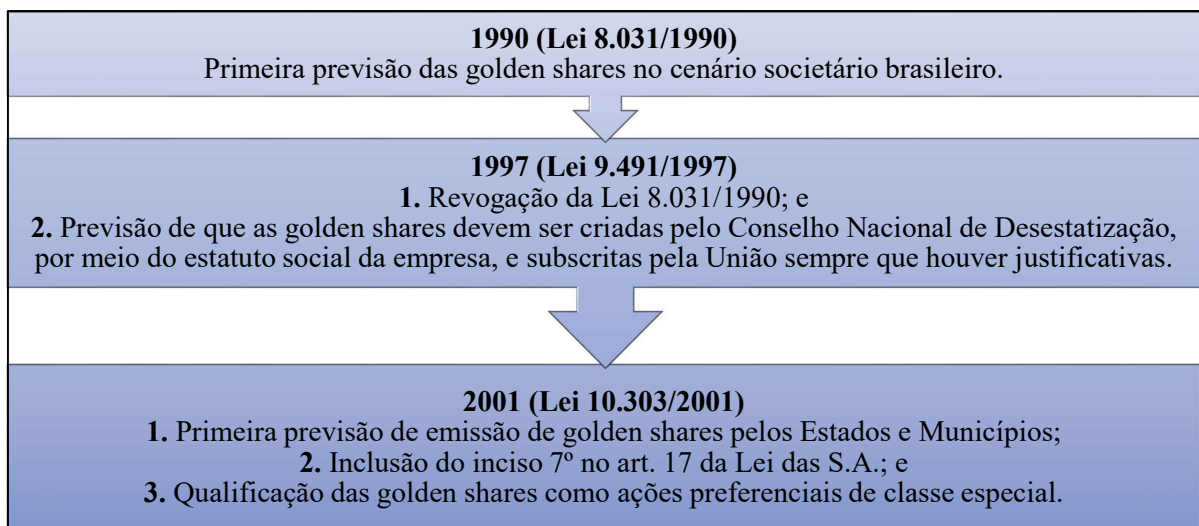 1990 (Lei 8.031/1990)
Primeira previsão das golden shares no cenário societário brasileiro.
1997 (Lei 9.491/1997)
1. Revogação da Lei 8.031/1990; e
2. Previsão de que as golden shares devem ser criadas pelo Conselho Nacional de Desestatização,
por meio do estatuto social da empresa, e subscritas pela União sempre que houver justificativas.
2001 (Lei 10.303/2001)
1. Primeira previsão de emissão de golden shares pelos Estados e Municípios;
2. Inclusão do inciso 7º no art. 17 da Lei das S.A.; e
3. Qualificação das golden shares como ações preferenciais de classe especial.